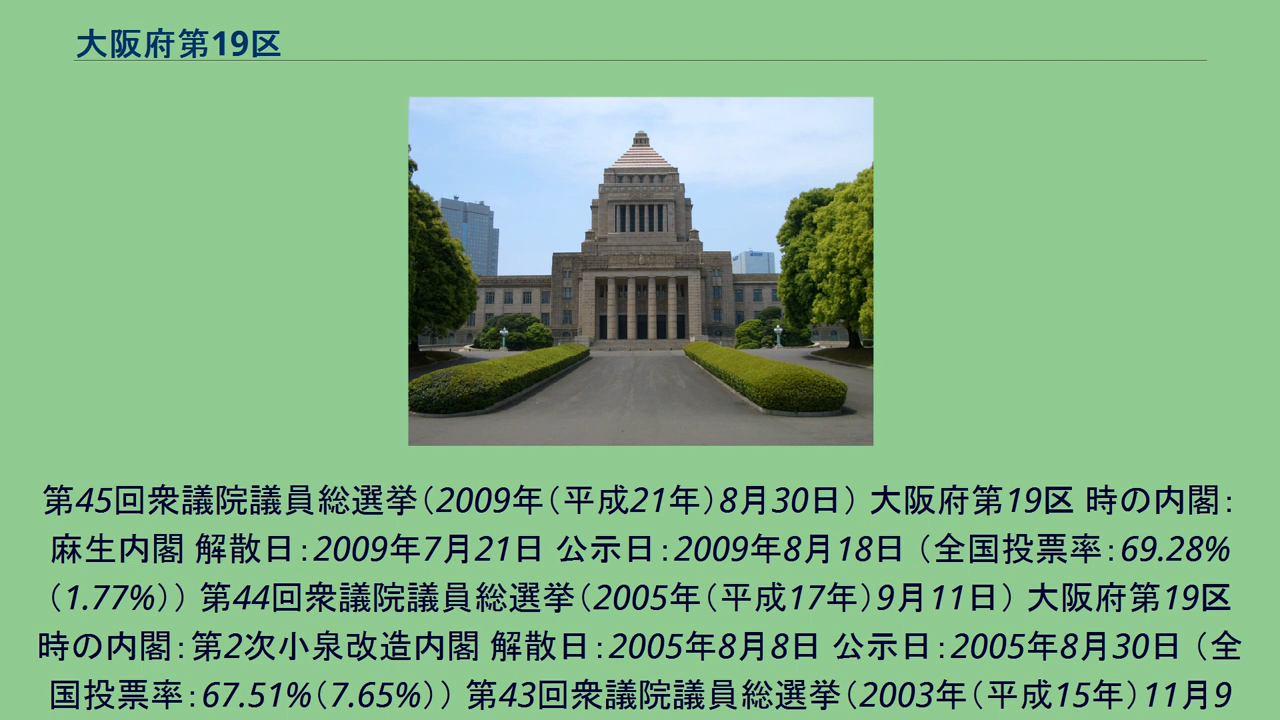 大阪府第19区
第45回衆議院議員総選挙（2009年（平成21年）8月30日） 大阪府第19区 時の内閣：
麻生内閣 解散日：2009年7月21日 公示日：2009年8月18日 （全国投票率：69.28%
（1.77%）） 第44回衆議院議員総選挙（2005年（平成17年）9月11日） 大阪府第19区
時の内閣：第2次小泉改造内閣 解散日：2005年8月8日 公示日：2005年8月30日 （全
国投票率：67.51%（7.65%）） 第43回衆議院議員総選挙（2003年（平成15年）11月9